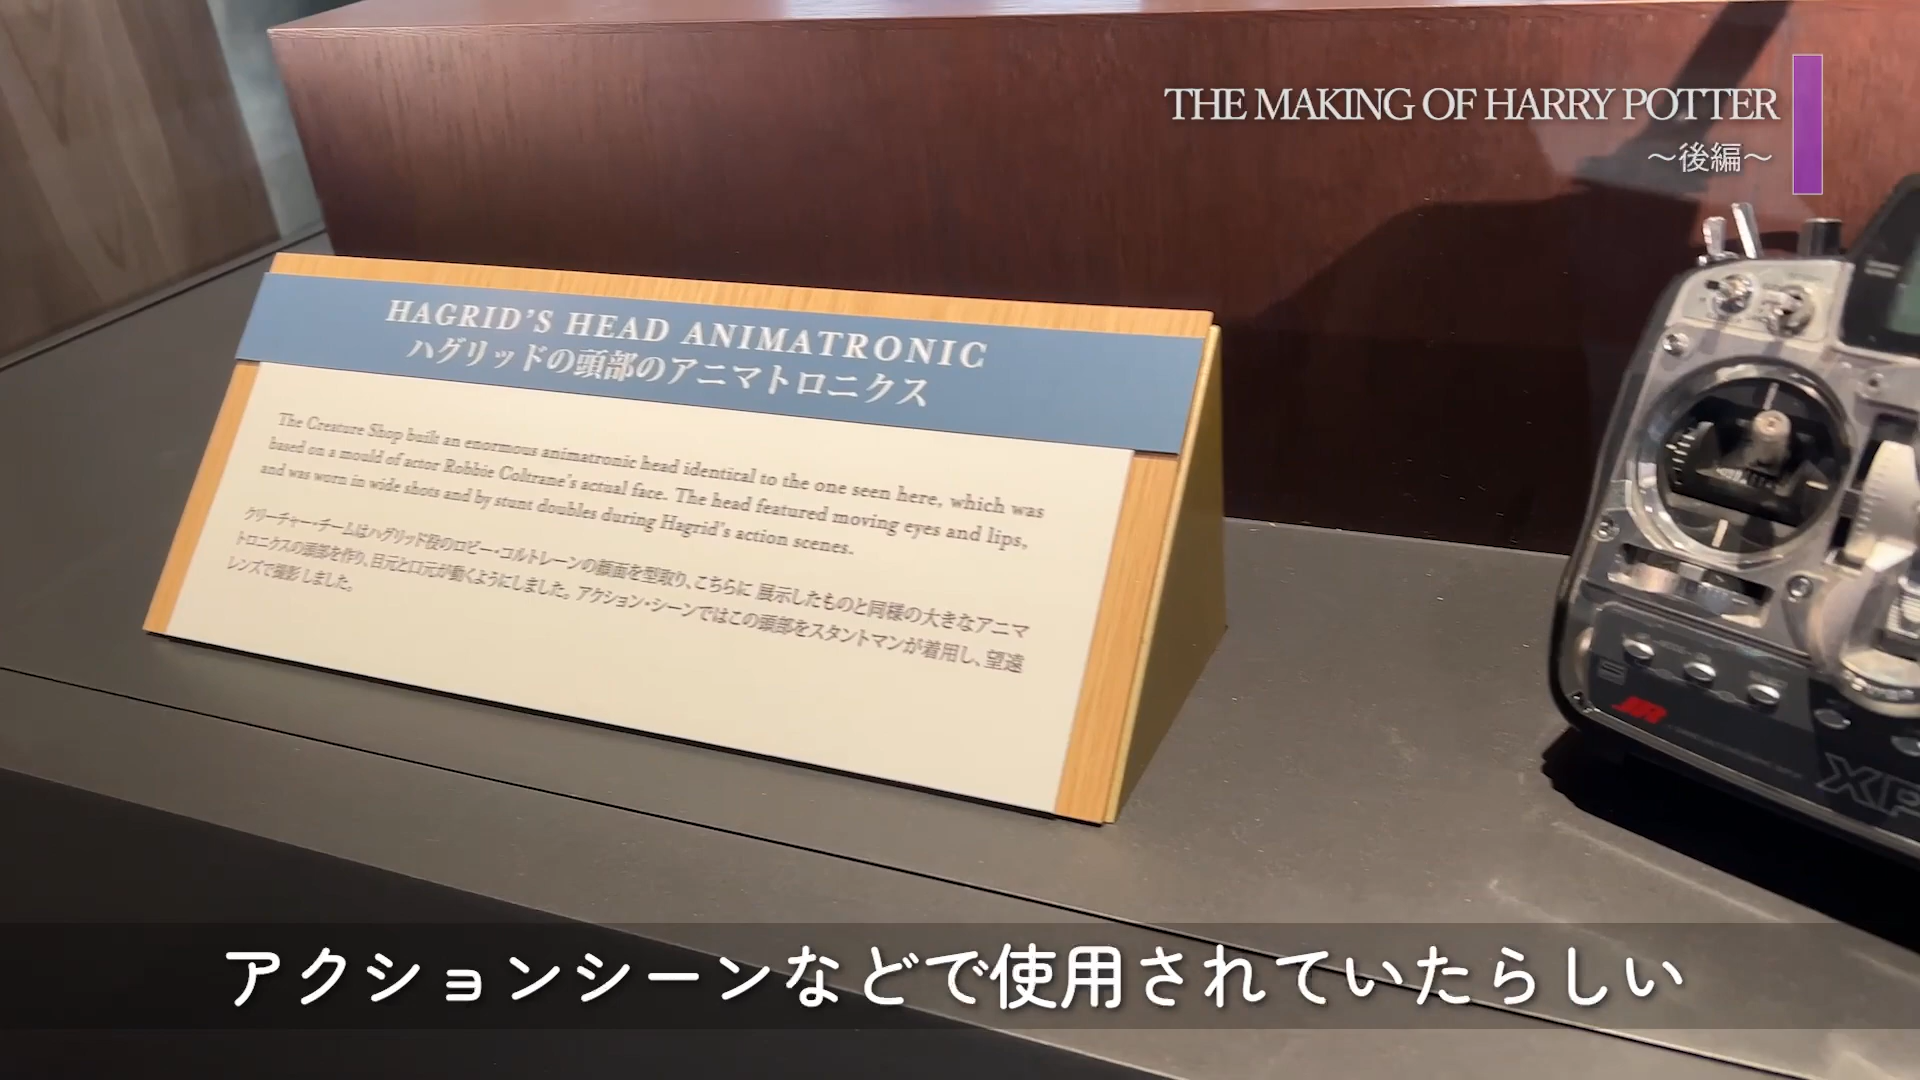 THE MAKING OF HARRY POTTER
～後編～
HAGRID'S HEAD ANIMATRONIC
ハグリッドの頭部のアニマトロニクス
The Creature Shop built an enormous animatronic head identical to the one seen here, which was
based on a mould of actor Robbie Coltrane's actual face. The head featured moving eyes and lips,
and was worn in wide shots and by stunt doubles during Hagrid's action scenes.
クリーチャー・チームはハグリッド役のロビー・コルトレーンの顔面を型取り、こちらに 展示したものと同様の大きなアニマ
トロニクスの頭部を作り、目元と口元が動くようにしました。アクション・シーンではこの頭部をスタントマンが着用し、望遠
レンズで撮影しました。
JR
アクションシーンなどで使用されていたらしい